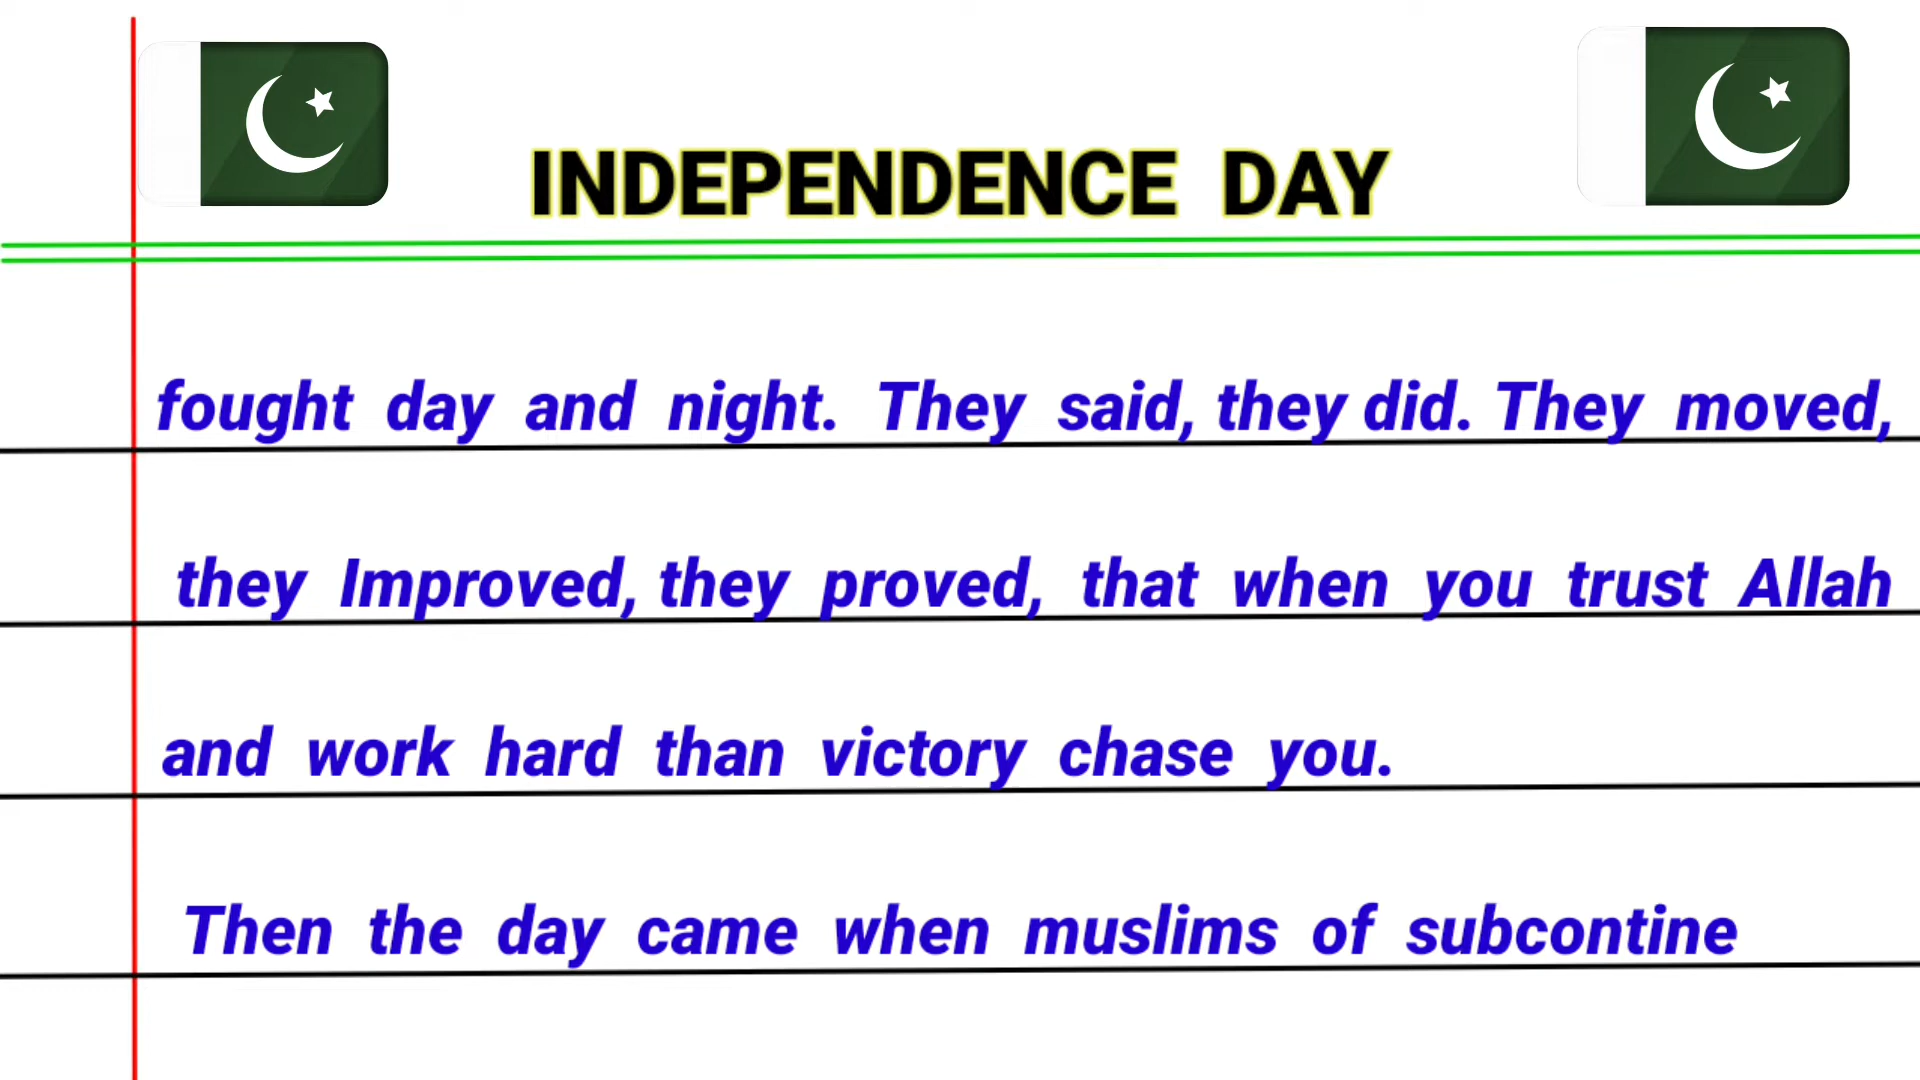 INDEPENDENCE DAY
fought day and night. They said, they did. They moved,
they Improved, they proved, that when you trust Allah
and work hard than victory chase you.
Then the day came when muslims of subcontine